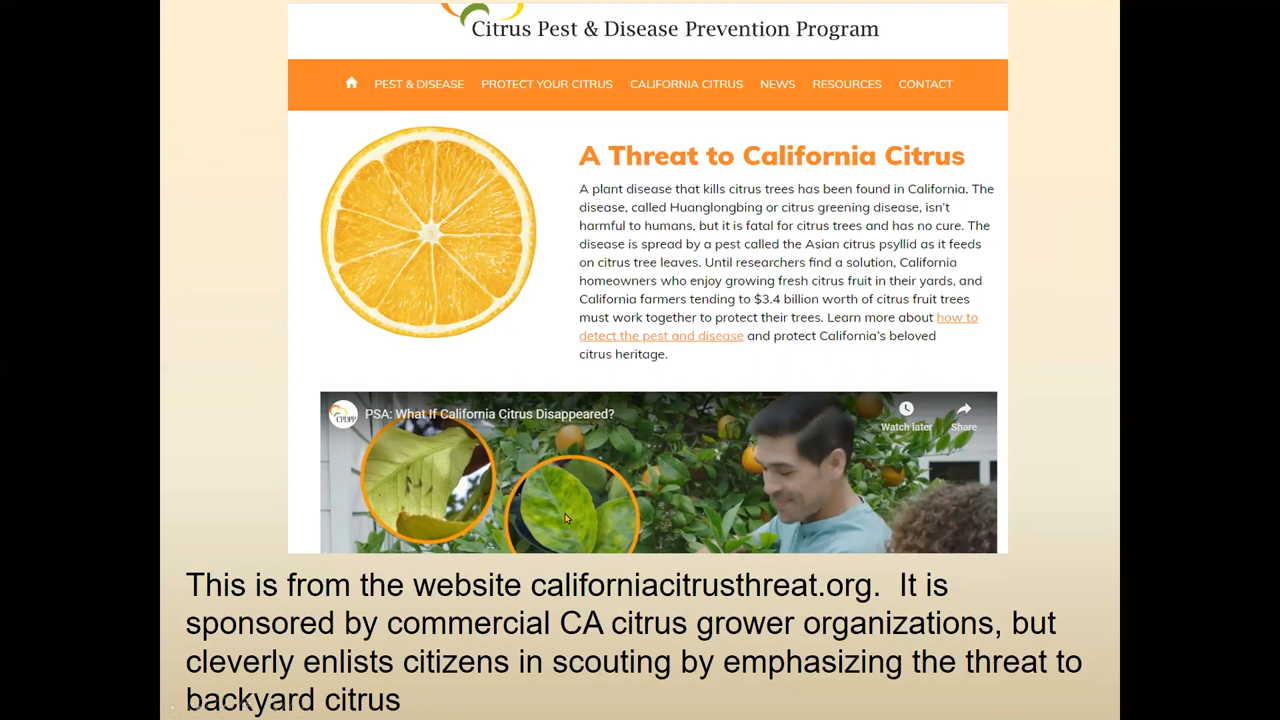 Citrus Pest & Disease Prevention Program
PEST & DISEASE PROTECT YOUR CITRUS CALIFORNIA CITRUS NEWS RESOURCES CONTACT
A Threat to California Citrus
A plant disease that kills citrus trees has been found in California. The
disease, called Huanglongbing or citrus greening disease, isn't
harmful to humans, but it is fatal for citrus trees and has no cure. The
disease is spread by a pest called the Asian citrus psyllid as it feeds
on citrus tree leaves. Until researchers find a solution, California
homeowners who enjoy growing fresh citrus fruit in their yards, and
California farmers tending to $3.4 billion worth of citrus fruit trees
must work together to protect their trees. Learn more about how to
detect the pest and disease and protect California's beloved
citrus heritage.
CPDPP
PSA: What If California Citrus Disappeared?
Watch later Share
This is from the website californiacitrusthreat.org. It is
sponsored by commercial CA citrus grower organizations, but
cleverly enlists citizens in scouting by emphasizing the threat to
backyard citrus